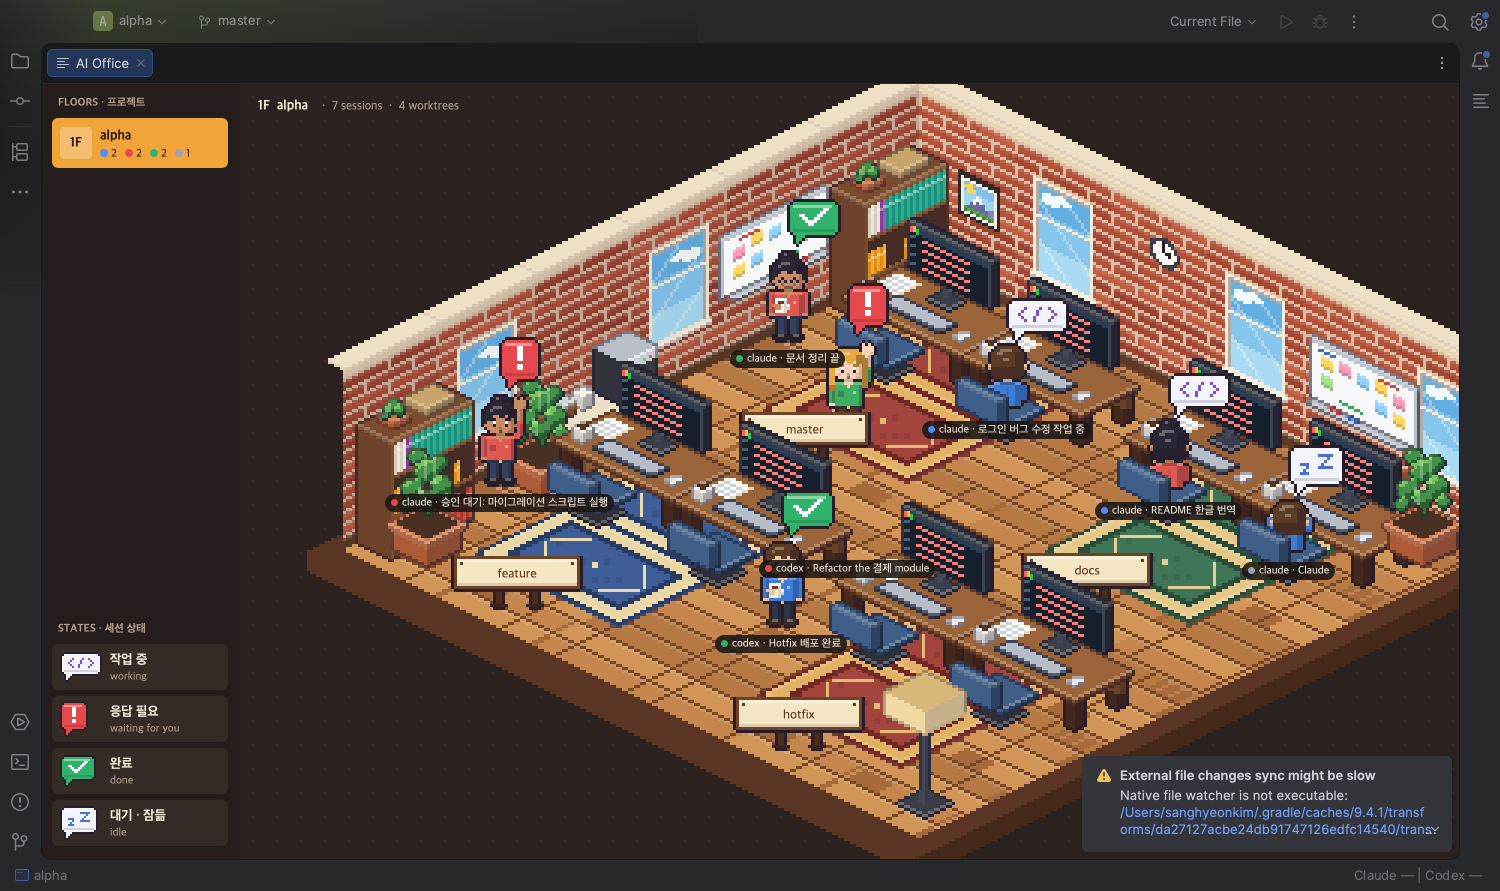 A alpha
master
Current File
AI Office
FLOORS · 프로젝트
1F alpha
2 2 2 1
1F alpha · 7 sessions · 4 worktrees
claude · 문서 정리 끝
master
claude · 로그인 버그 수정 작업 중
claude · 승인 대기: 마이그레이션 스크립트 실행
claude · README 한글 번역
feature
codex · Refactor the 결제 module
docs
claude · Claude
codex · Hotfix 배포 완료
hotfix
STATES · 세션 상태
작업 중
working
응답 필요
waiting for you
완료
done
대기 · 잠듦
idle
External file changes sync might be slow
Native file watcher is not executable:
/Users/sanghyeonkim/.gradle/caches/9.4.1/transf
orms/da27127acbe24db91747126edfc14540/trans...
alpha
Claude — | Codex —